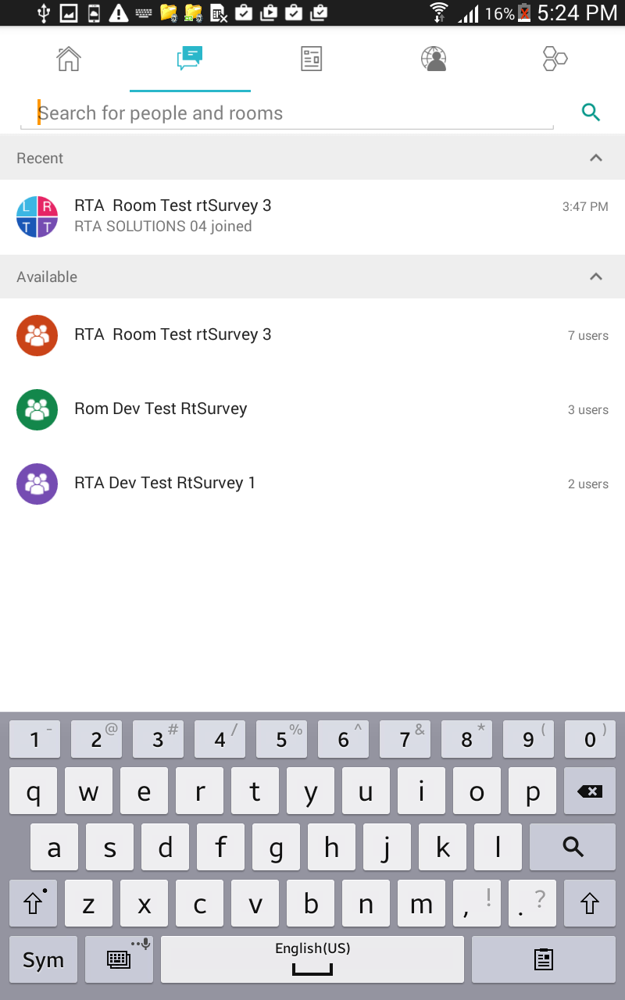 16% 5:24 PM
Search for people and rooms
Recent
L R
T T
RTA  Room Test rtSurvey 3
3:47 PM
RTA SOLUTIONS 04 joined
Available
RTA  Room Test rtSurvey 3
7 users
Rom Dev Test RtSurvey
3 users
RTA Dev Test RtSurvey 1
2 users
1 - 2 @ 3 # 4 / 5 % 6 ^ 7 & 8 * 9 ( 0 )
q w e r t y u i o p
a s d f g h j k l
z x c v b n m , ! . ?
Sym English(US)